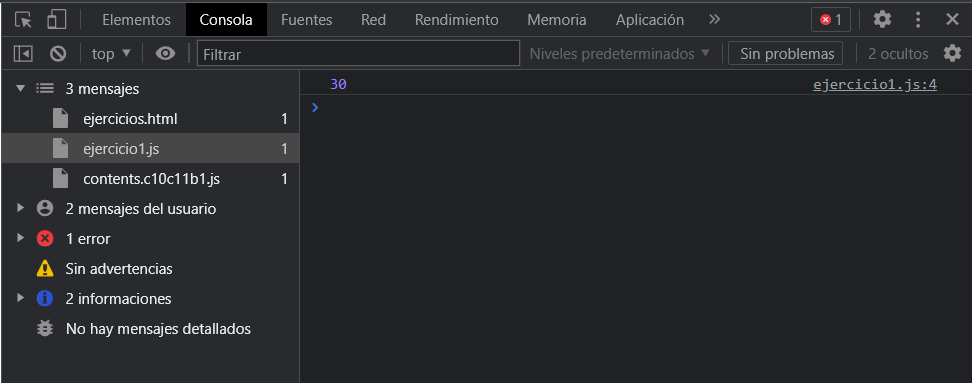 Elementos Consola Fuentes Red Rendimiento Memoria Aplicación » 1
top ▼ Filtrar Niveles predeterminados ▼ Sin problemas 2 ocultos
3 mensajes
ejercicios.html 1
ejercicio1.js 1
contents.c10c11b1.js 1
2 mensajes del usuario
1 error
Sin advertencias
2 informaciones
No hay mensajes detallados
30 ejercicio1.js:4
>